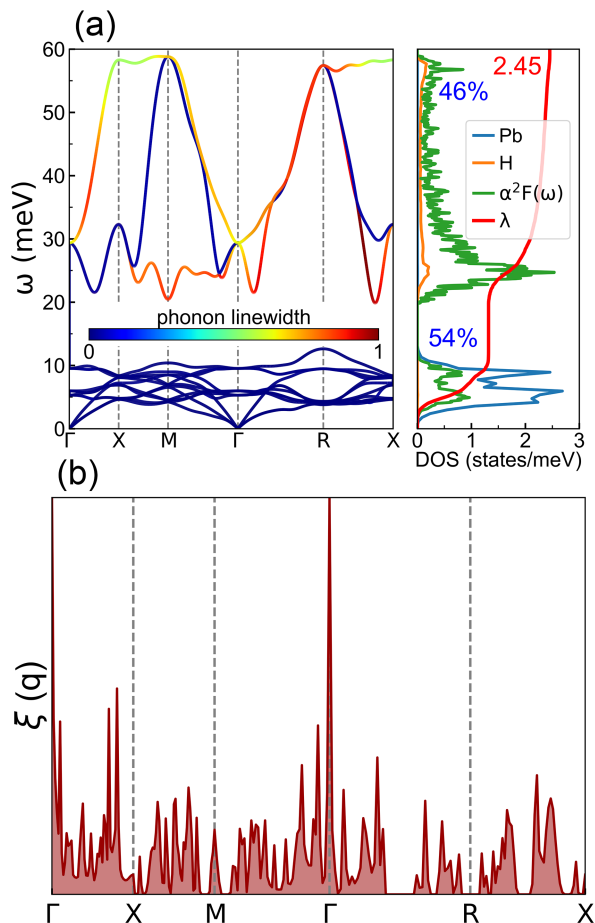 (a)
60
50
40
30
20
10
0
ω (meV)
phonon linewidth
0 1
Γ X M Γ R X
2.45
46%
Pb
H
α²F(ω)
λ
54%
0 1 2 3
DOS (states/meV)
(b)
ξ (q)
Γ X M Γ R X